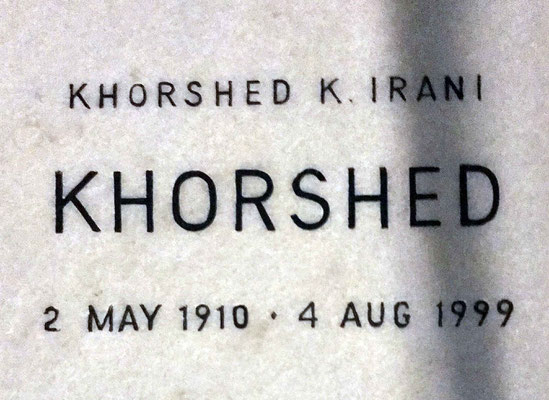 KHORSHED K. IRANI
KHORSHED
2 MAY 1910 · 4 AUG 1999